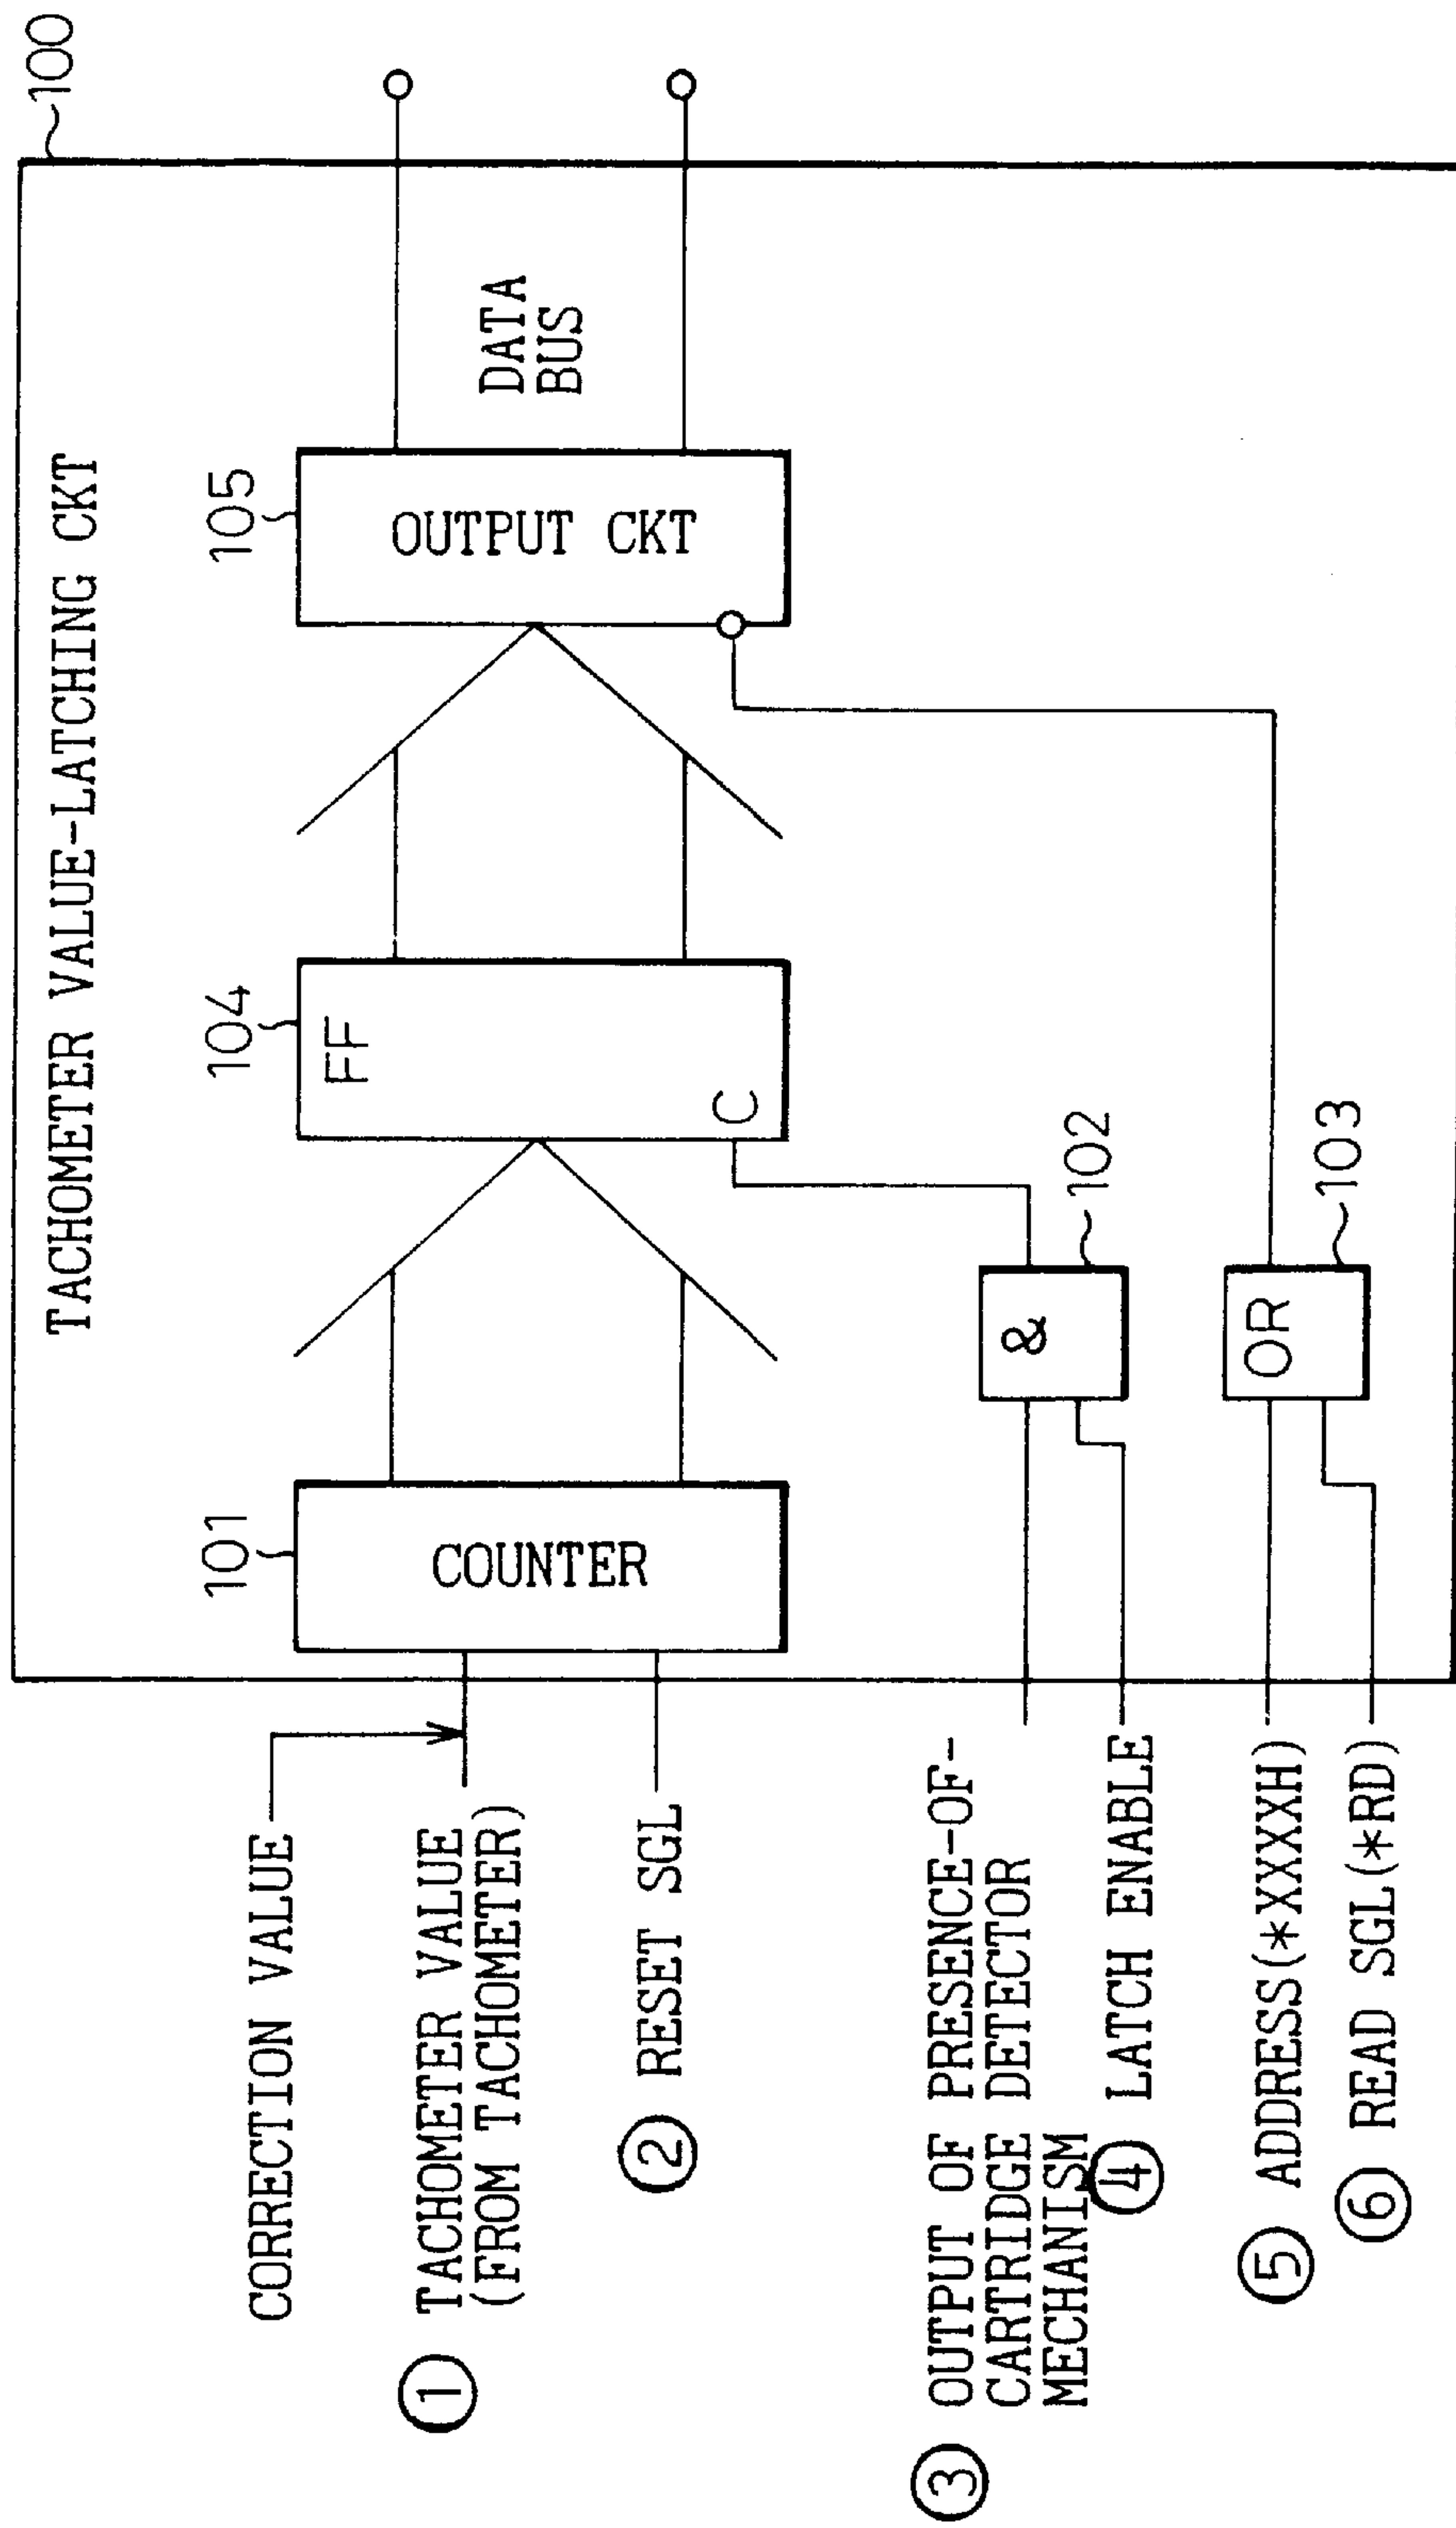 100
TACHOMETER VALUE-LATCHING CKT
101
104
105
COUNTER
FF
C
OUTPUT CKT
DATA
BUS
CORRECTION VALUE
① TACHOMETER VALUE
(FROM TACHOMETER)
② RESET SGL
③ OUTPUT OF PRESENCE-OF-
CARTRIDGE DETECTOR
MECHANISM
④ LATCH ENABLE
&
102
⑤ ADDRESS(*XXXXH)
⑥ READ SGL(*RD)
OR
103